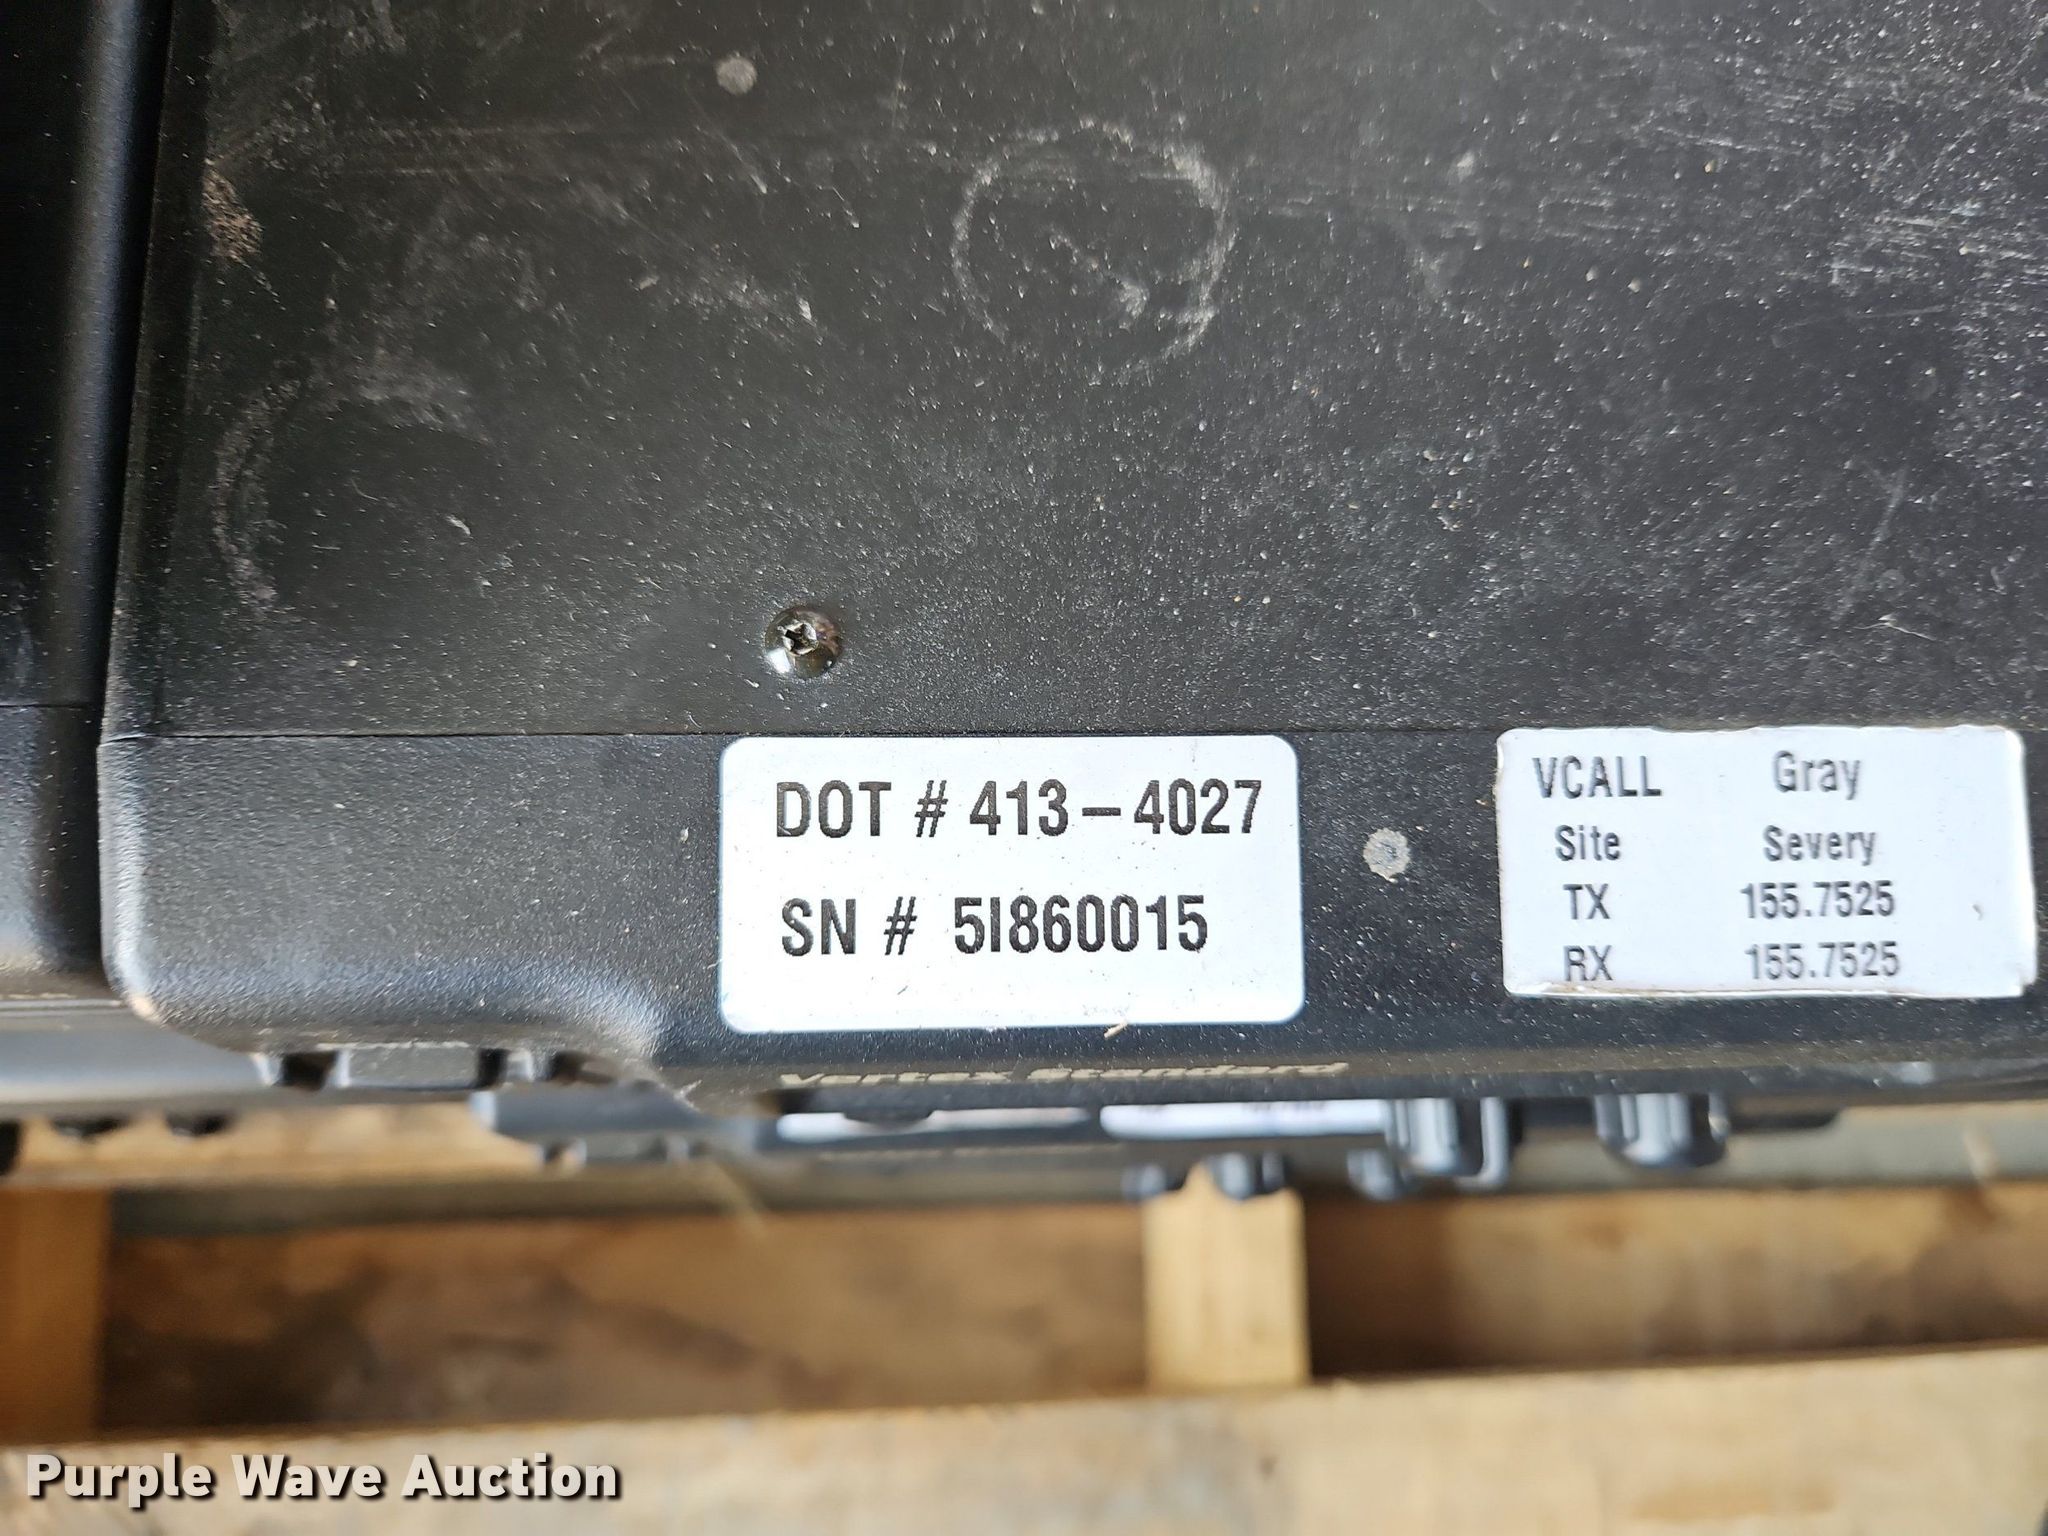 DOT # 413-4027
SN # 5I860015
VCALL Gray
Site Severy
TX 155.7525
RX 155.7525
Vertex Standard
Purple Wave Auction